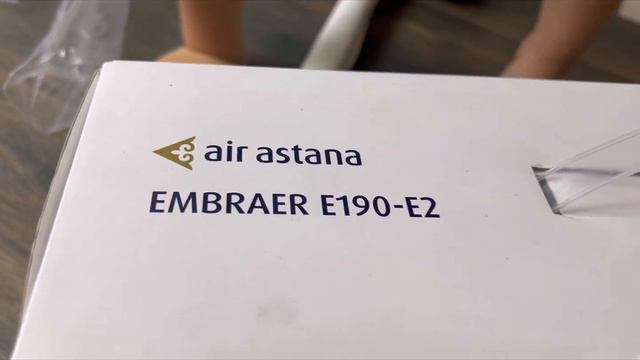 air astana
EMBRAER E190-E2